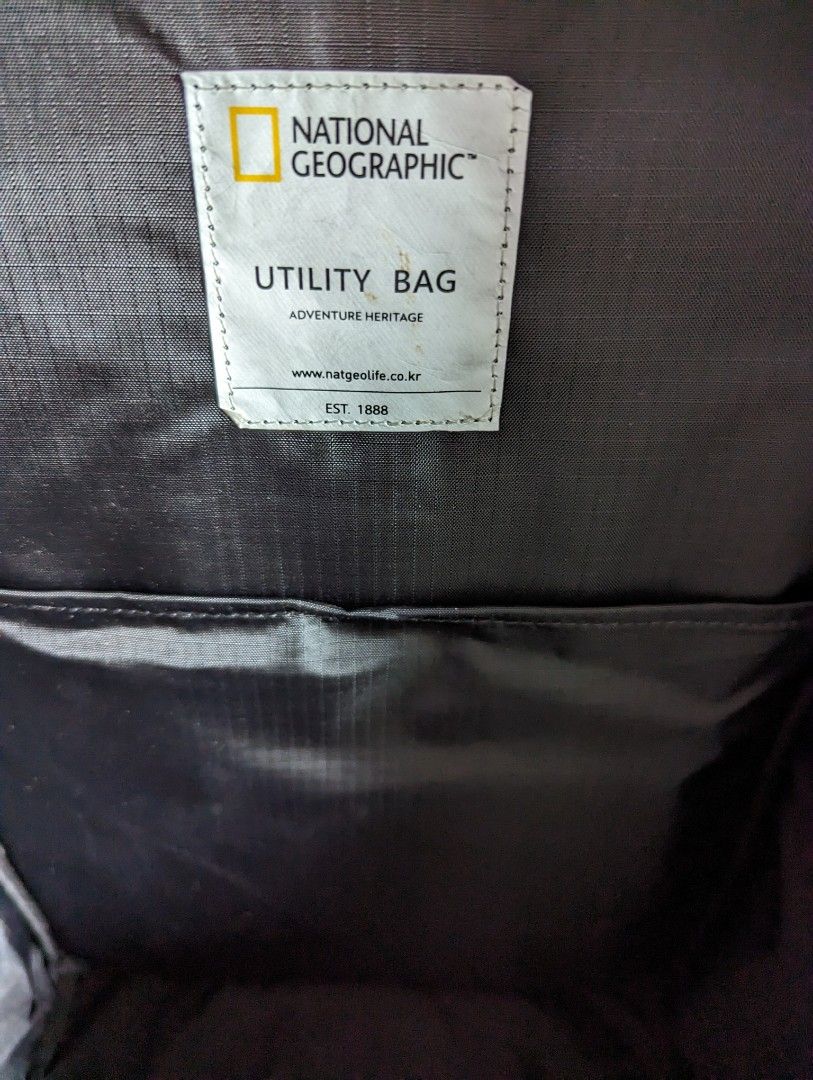 NATIONAL
GEOGRAPHIC™
UTILITY BAG
ADVENTURE HERITAGE
www.natgeolife.co.kr
EST. 1888